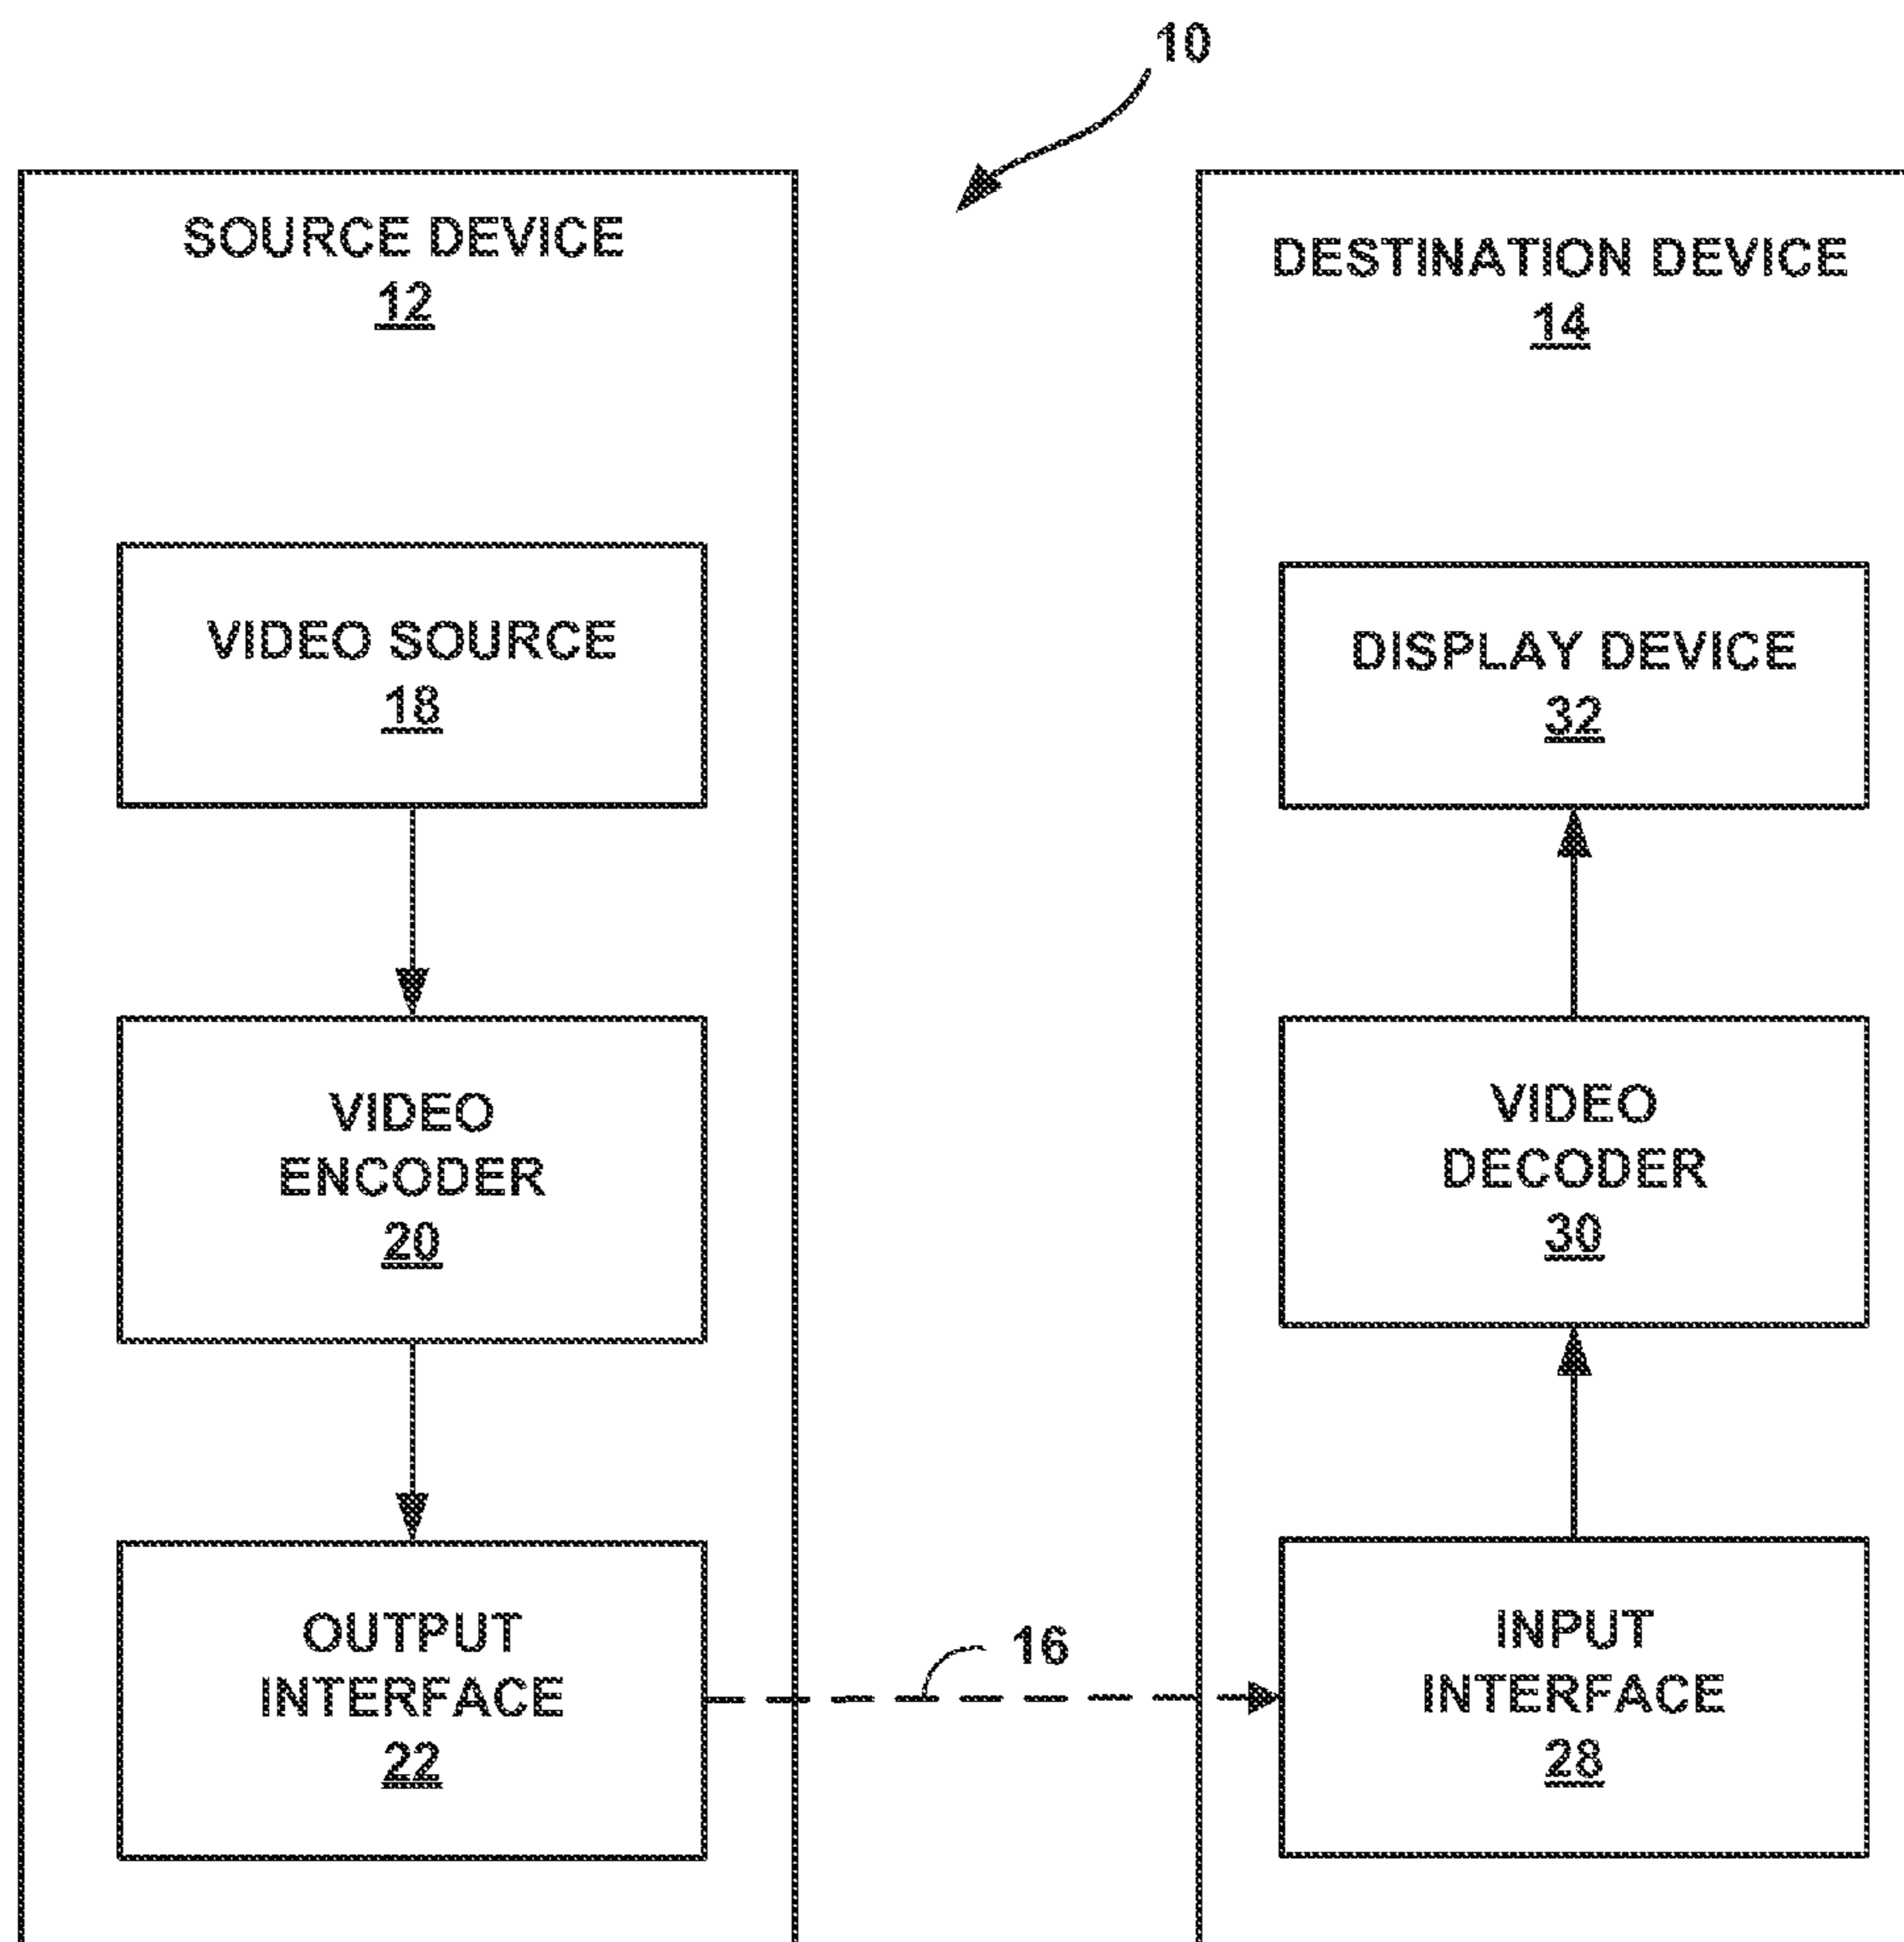 10
SOURCE DEVICE
12
VIDEO SOURCE
18
VIDEO
ENCODER
20
OUTPUT
INTERFACE
22
16
DESTINATION DEVICE
14
DISPLAY DEVICE
32
VIDEO
DECODER
30
INPUT
INTERFACE
28